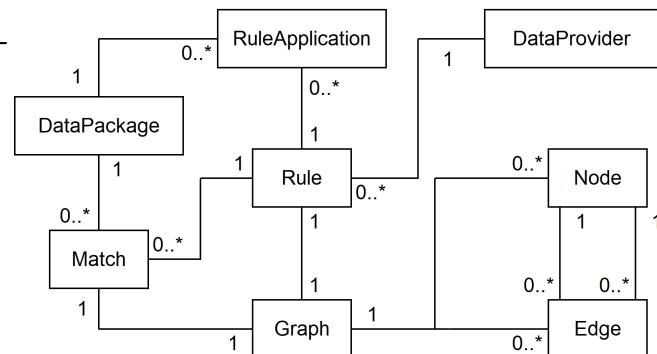 RuleApplication DataProvider
0..* 1
1 0..*
DataPackage
1 1 0..*
1 Rule 0..* Node
0..* 0..* 1 1 1
Match
1 1 0..* 0..*
1 Graph 1 0..* Edge